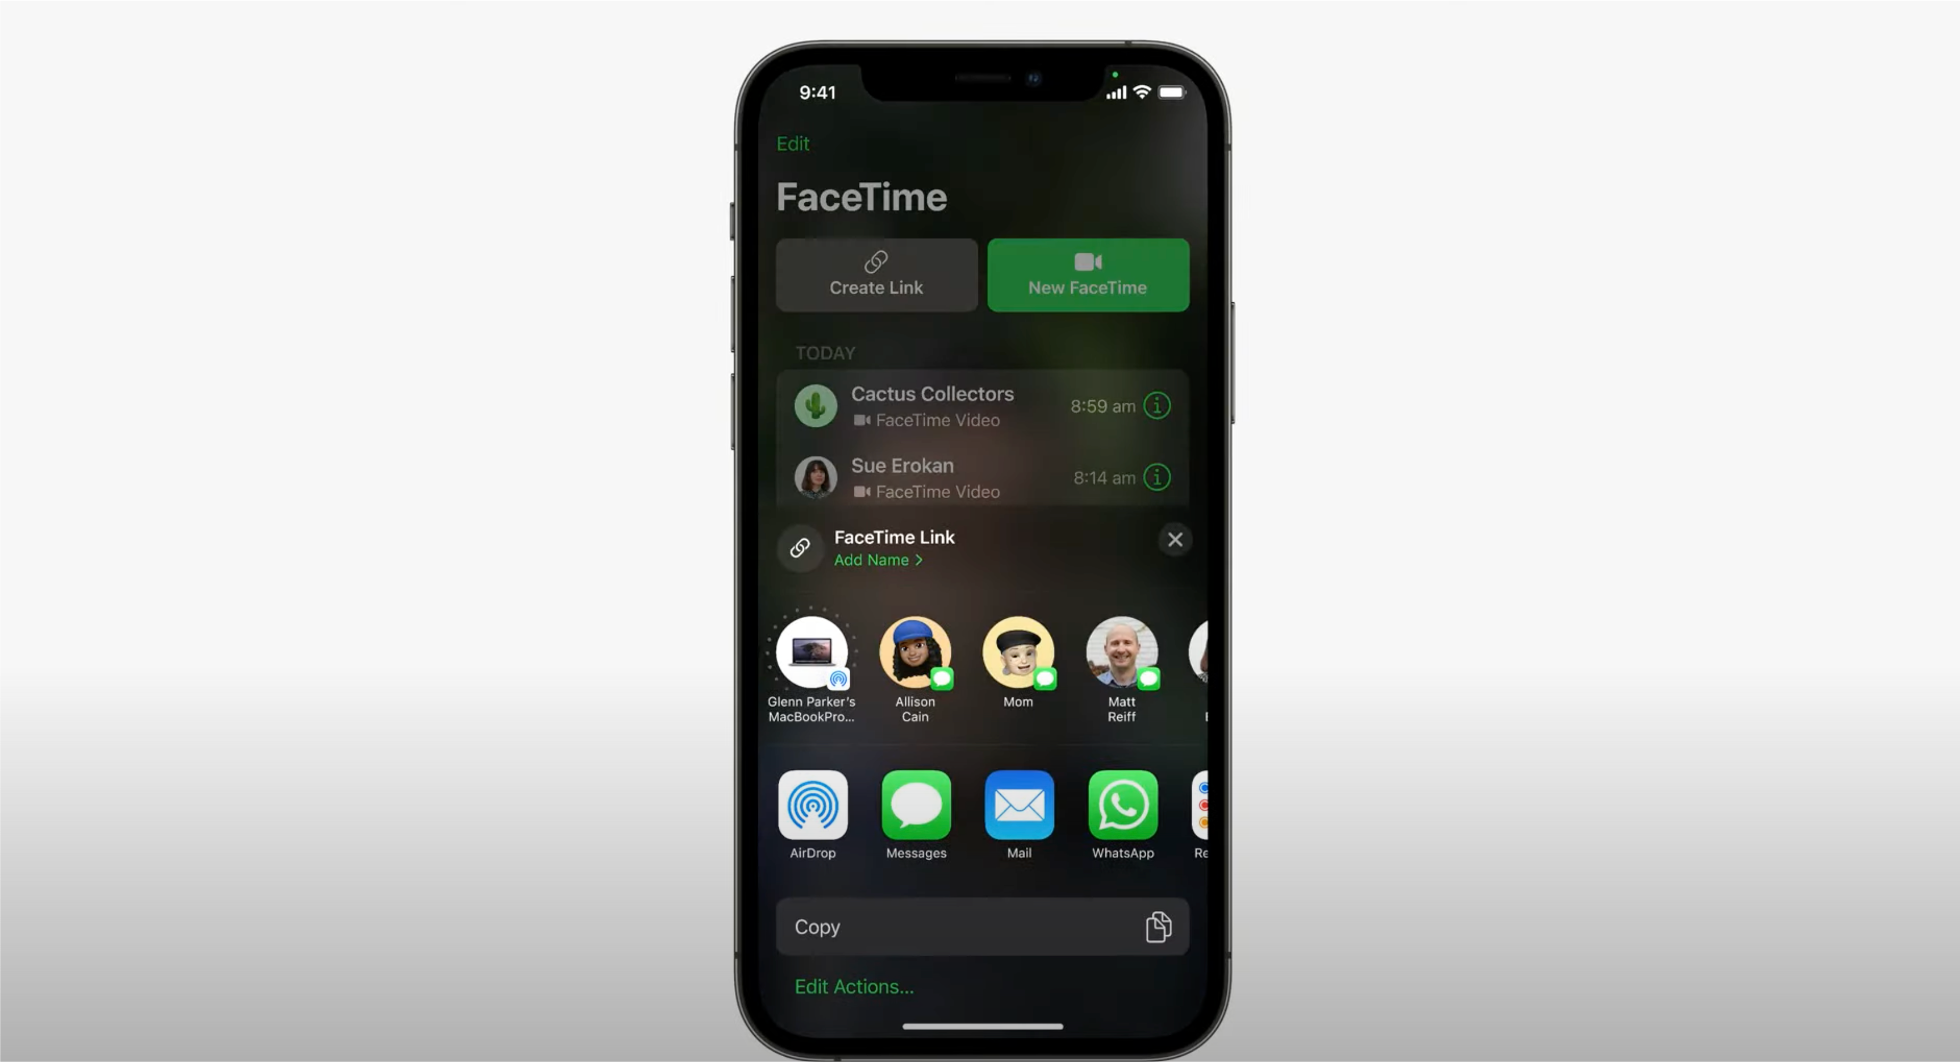 9:41
Edit
FaceTime
Create Link
New FaceTime
TODAY
Cactus Collectors
8:59 am
FaceTime Video
Sue Erokan
8:14 am
FaceTime Video
FaceTime Link
Add Name >
Glenn Parker's
MacBookPro...
Allison
Cain
Mom
Matt
Reiff
AirDrop
Messages
Mail
WhatsApp
Re
Copy
Edit Actions...